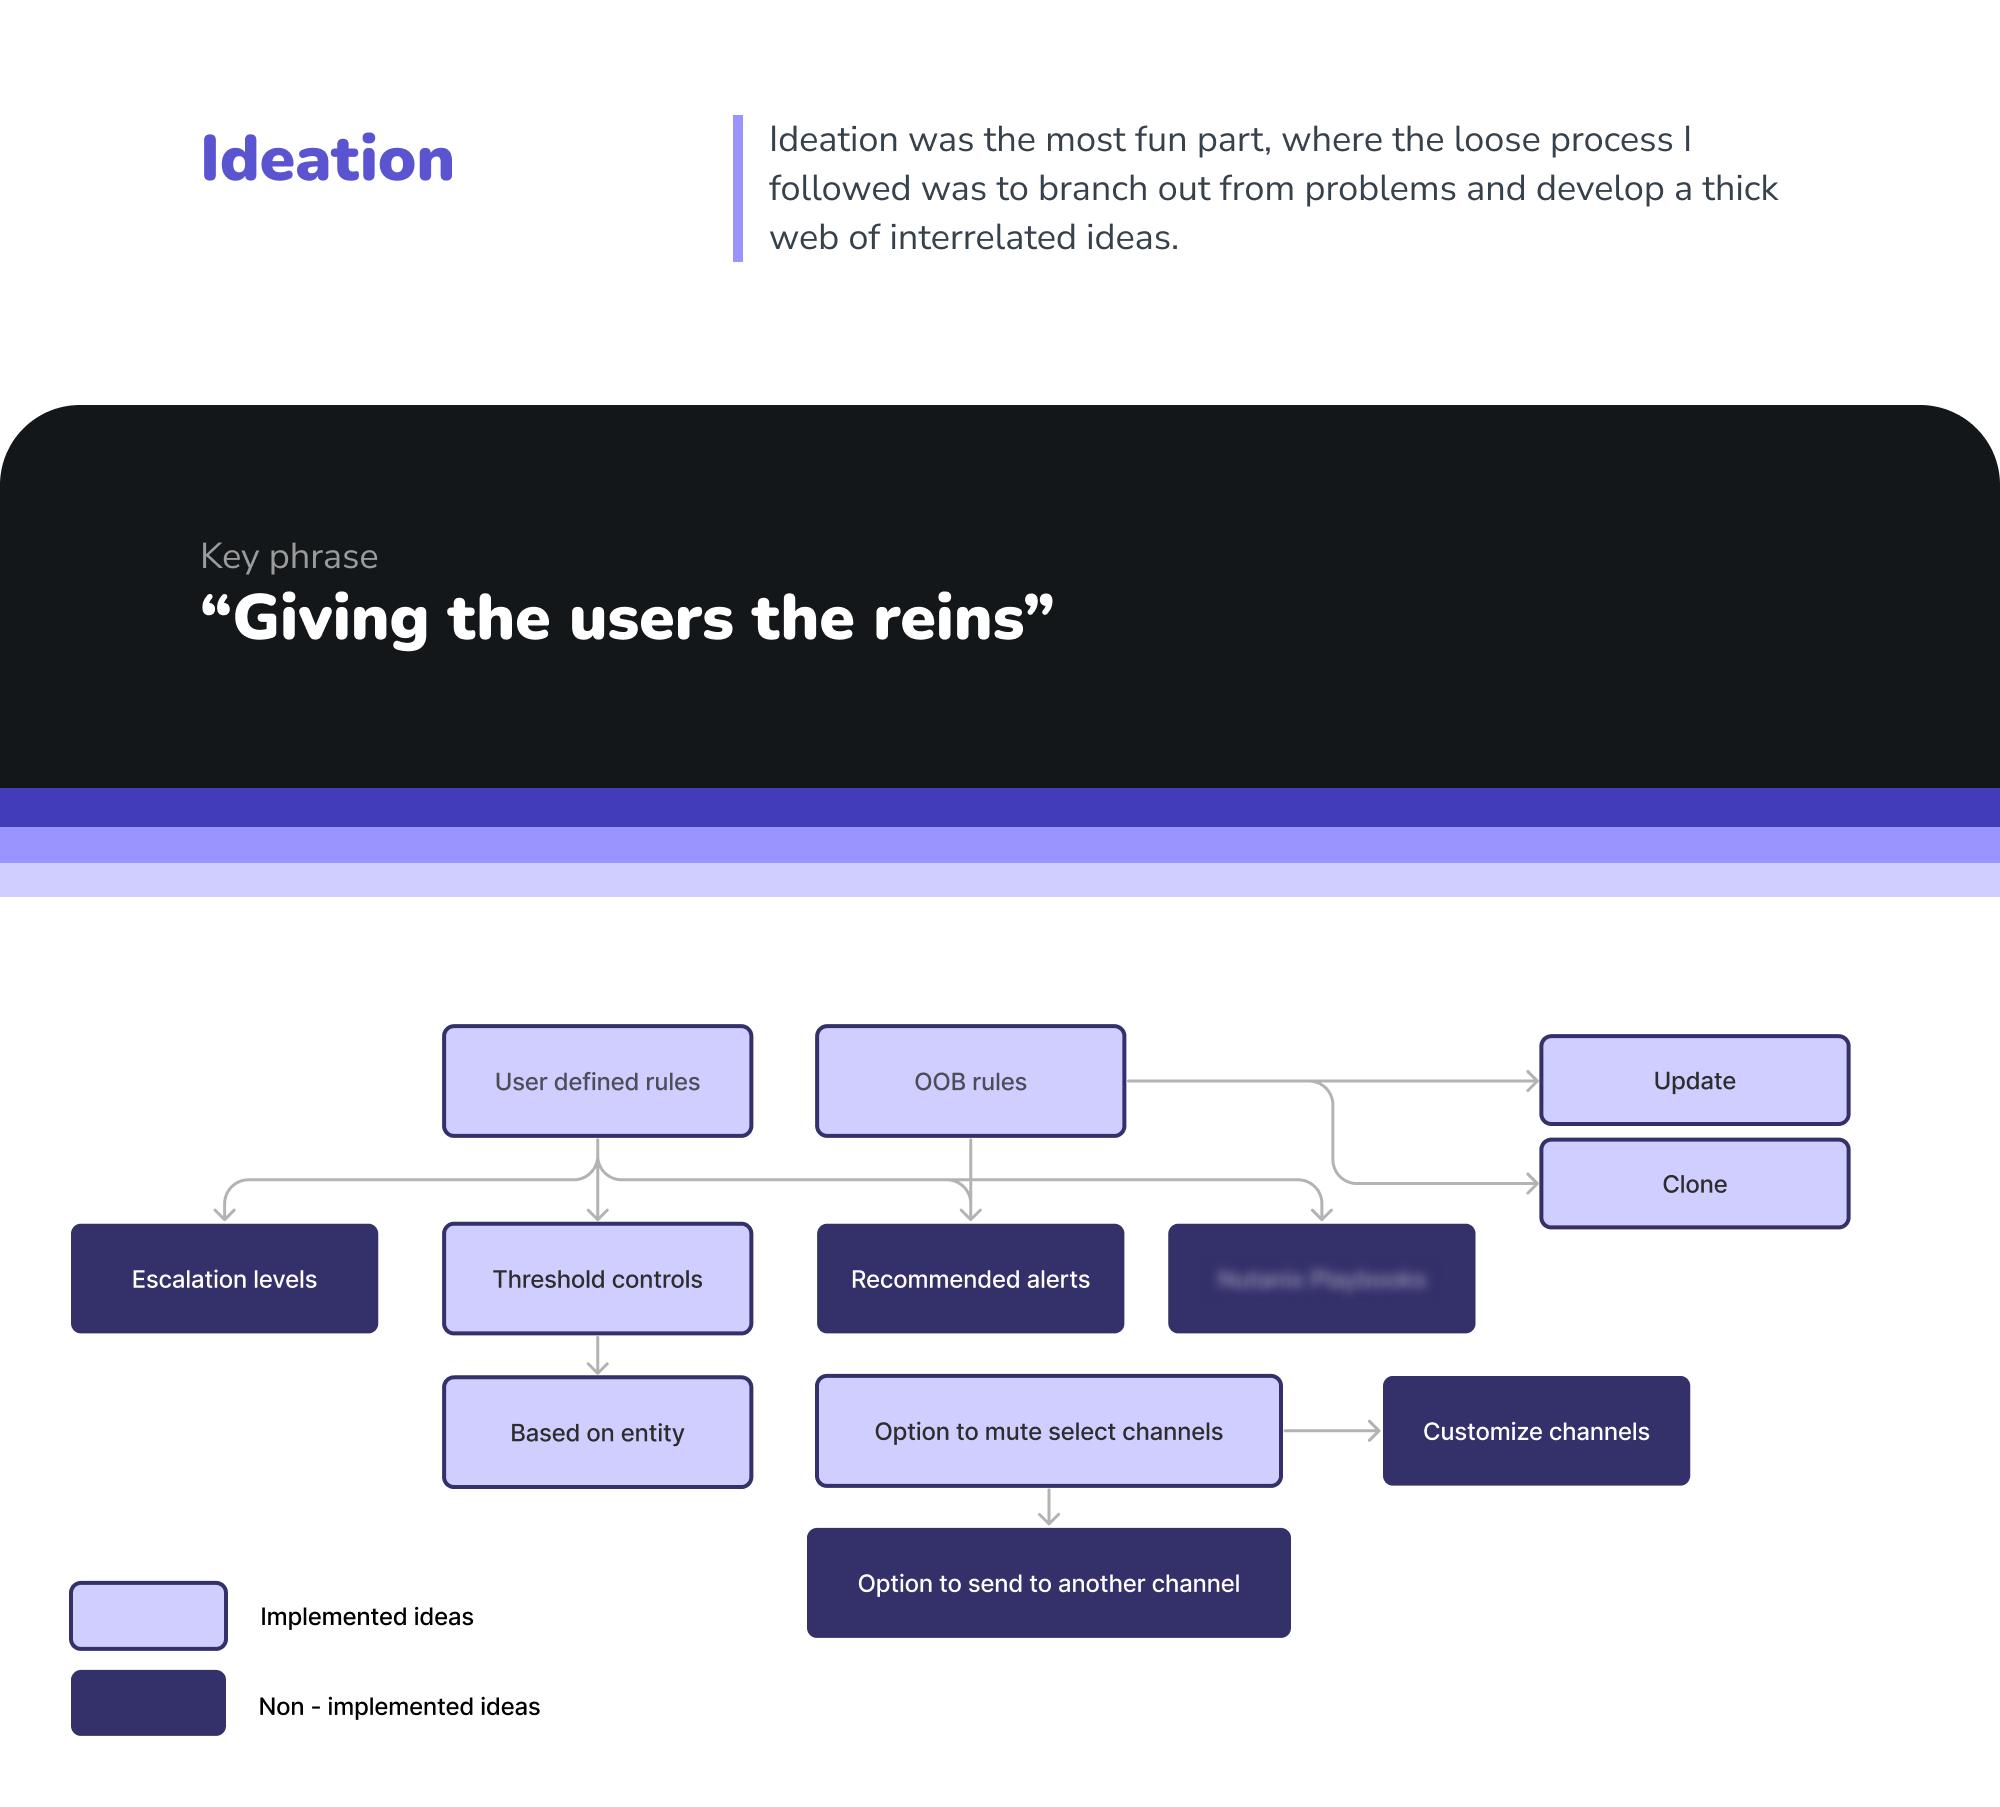 Ideation
Ideation was the most fun part, where the loose process I
followed was to branch out from problems and develop a thick
web of interrelated ideas.
Key phrase
“Giving the users the reins”
User defined rules
OOB rules
Update
Clone
Escalation levels
Threshold controls
Recommended alerts
Based on entity
Option to mute select channels
Customize channels
Option to send to another channel
Implemented ideas
Non - implemented ideas